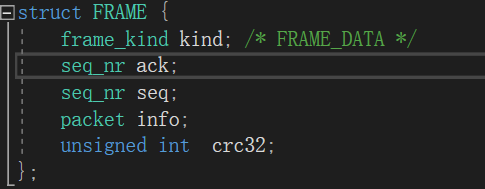 struct FRAME {
frame_kind kind; /* FRAME_DATA */
seq_nr ack;
seq_nr seq;
packet info;
unsigned int  crc32;
};